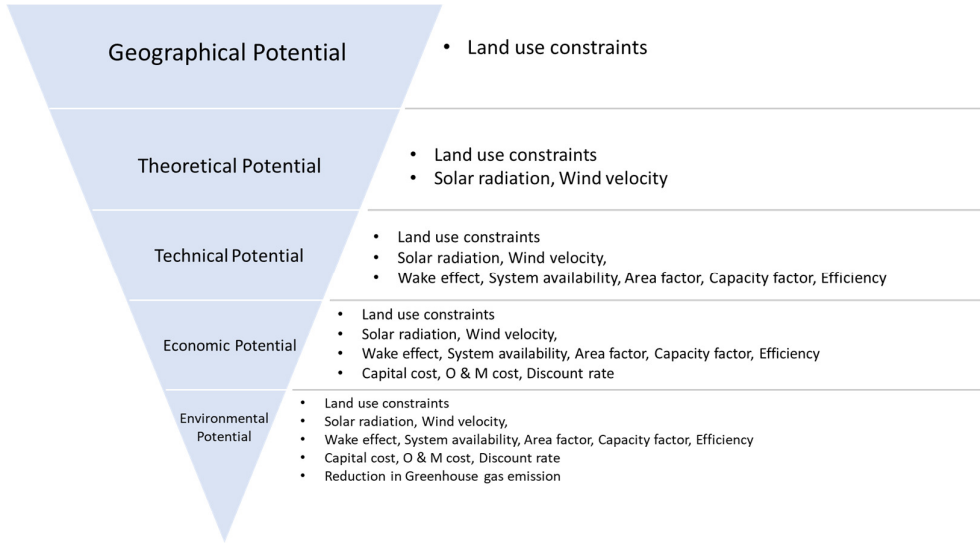 Geographical Potential
• Land use constraints
Theoretical Potential
• Land use constraints
• Solar radiation, Wind velocity
Technical Potential
• Land use constraints
• Solar radiation, Wind velocity,
• Wake effect, System availability, Area factor, Capacity factor, Efficiency
Economic Potential
• Land use constraints
• Solar radiation, Wind velocity,
• Wake effect, System availability, Area factor, Capacity factor, Efficiency
• Capital cost, O & M cost, Discount rate
Environmental
Potential
• Land use constraints
• Solar radiation, Wind velocity,
• Wake effect, System availability, Area factor, Capacity factor, Efficiency
• Capital cost, O & M cost, Discount rate
• Reduction in Greenhouse gas emission